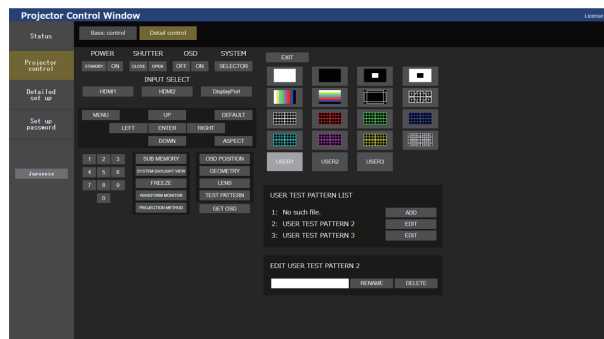 Projector Control Window
License
Status
Projector control
Detailed set up
Set up password
Japanese
Basic control
Detail control
POWER SHUTTER OSD SYSTEM
STANDBY ON CLOSE OPEN OFF ON SELECTOR
INPUT SELECT
HDMI1 HDMI2 DisplayPort
MENU UP DEFAULT
LEFT ENTER RIGHT
DOWN ASPECT
1 2 3 SUB MEMORY OSD POSITION
4 5 6 SYSTEM DAYLIGHT VIEW GEOMETRY
7 8 9 FREEZE LENS
0 WAVEFORM MONITOR TEST PATTERN
PROJECTION METHOD GET OSD
EXIT
USER1 USER2 USER3
USER TEST PATTERN LIST
1: No such file. ADD
2: USER TEST PATTERN 2 EDIT
3: USER TEST PATTERN 3 EDIT
EDIT USER TEST PATTERN 2
RENAME DELETE